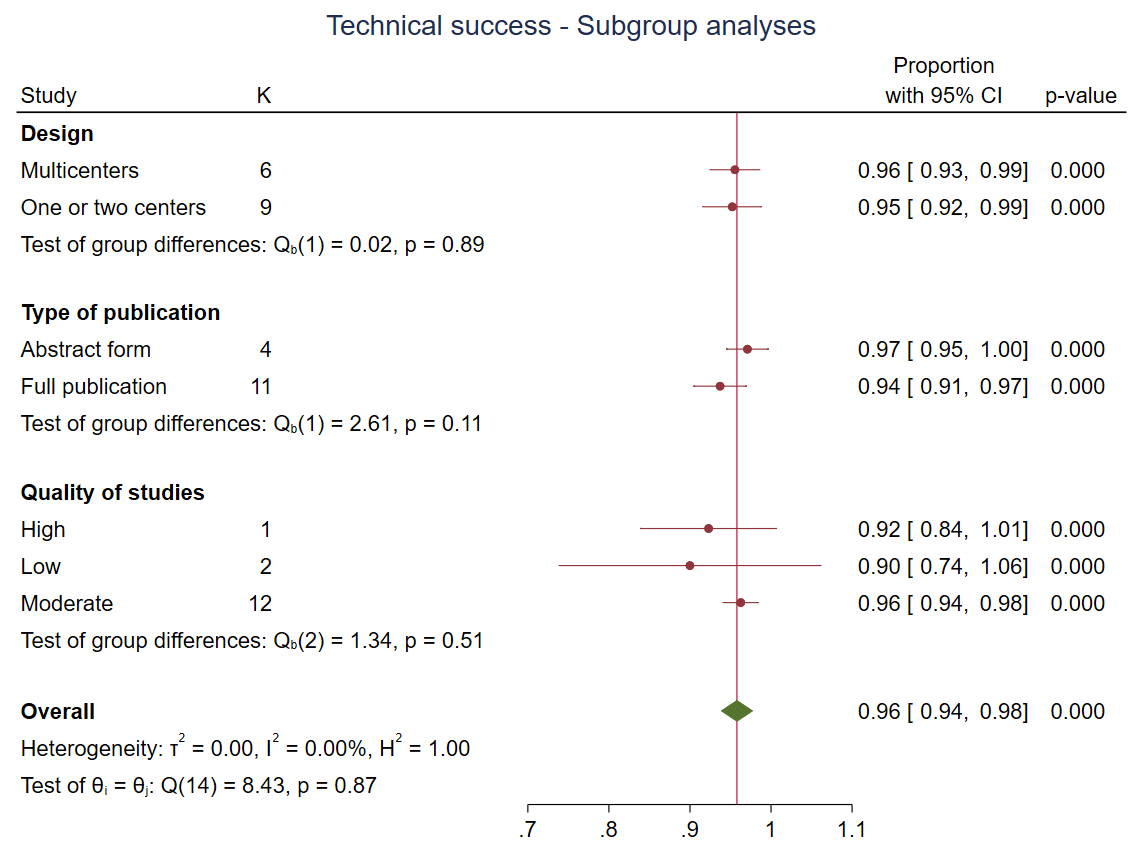 Technical success - Subgroup analyses
Proportion
Study K with 95% CI p-value
Design
Multicenters 6 0.96 [ 0.93, 0.99] 0.000
One or two centers 9 0.95 [ 0.92, 0.99] 0.000
Test of group differences: Q_b(1) = 0.02, p = 0.89
Type of publication
Abstract form 4 0.97 [ 0.95, 1.00] 0.000
Full publication 11 0.94 [ 0.91, 0.97] 0.000
Test of group differences: Q_b(1) = 2.61, p = 0.11
Quality of studies
High 1 0.92 [ 0.84, 1.01] 0.000
Low 2 0.90 [ 0.74, 1.06] 0.000
Moderate 12 0.96 [ 0.94, 0.98] 0.000
Test of group differences: Q_b(2) = 1.34, p = 0.51
Overall 0.96 [ 0.94, 0.98] 0.000
Heterogeneity: τ² = 0.00, I² = 0.00%, H² = 1.00
Test of θᵢ = θⱼ: Q(14) = 8.43, p = 0.87
.7 .8 .9 1 1.1